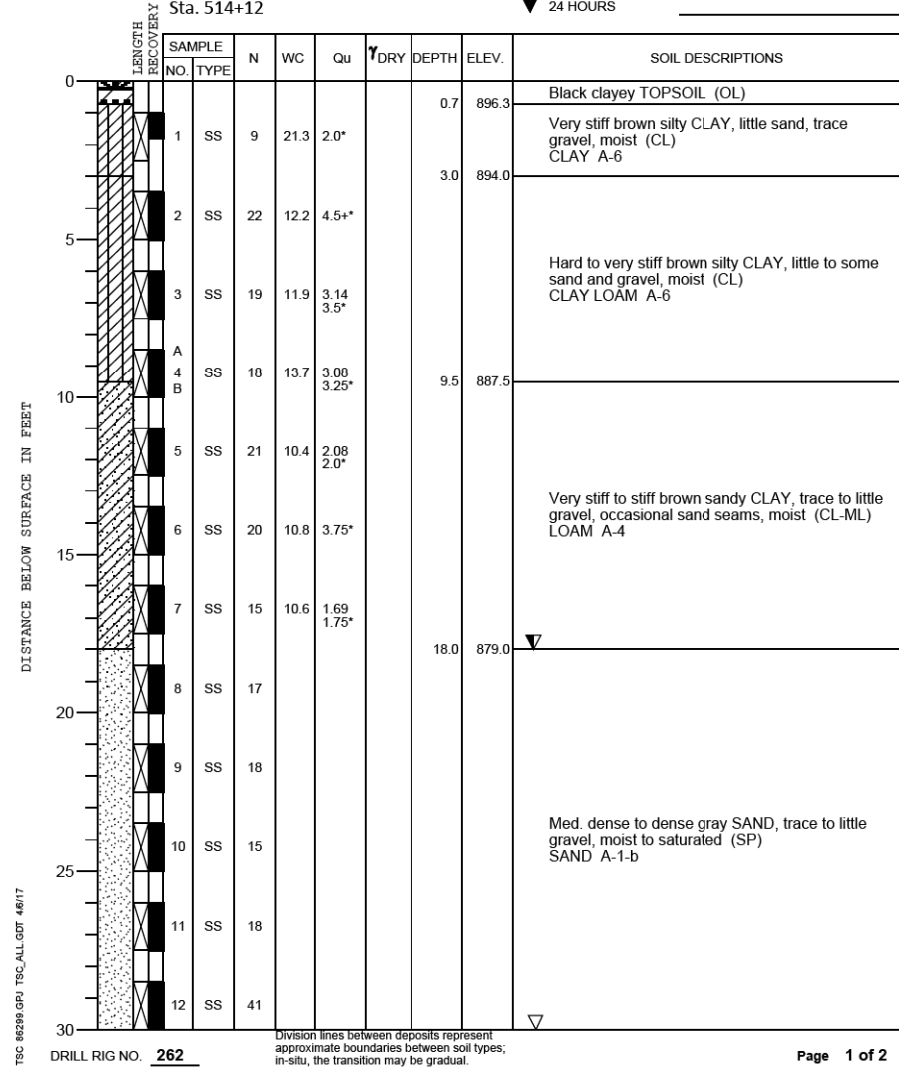 Sta. 514+12
▼ 24 HOURS
LENGTH
RECOVERY
SAMPLE
NO. TYPE N WC Qu γDRY DEPTH ELEV. SOIL DESCRIPTIONS
0
Black clayey TOPSOIL (OL)
0.7 896.3
Very stiff brown silty CLAY, little sand, trace
gravel, moist (CL)
CLAY A-6
1 SS 9 21.3 2.0*
3.0 894.0
2 SS 22 12.2 4.5+*
5
Hard to very stiff brown silty CLAY, little to some
sand and gravel, moist (CL)
CLAY LOAM A-6
3 SS 19 11.9 3.14
3.5*
A
4 SS 18 13.7 3.08
B 3.25*
9.5 887.5
10
5 SS 21 10.4 2.08
2.0*
Very stiff to stiff brown sandy CLAY, trace to little
gravel, occasional sand seams, moist (CL-ML)
LOAM A-4
6 SS 20 10.8 3.75*
15
7 SS 15 10.6 1.69
1.75*
18.0 879.0
8 SS 17
20
9 SS 18
Med. dense to dense gray SAND, trace to little
gravel, moist to saturated (SP)
SAND A-1-b
10 SS 15
25
11 SS 18
12 SS 41
30
DISTANCE BELOW SURFACE IN FEET
TSC 86299.GPJ TSC_ALL.GDT 4/6/17
DRILL RIG NO. 262
Division lines between deposits represent
approximate boundaries between soil types;
in-situ, the transition may be gradual.
Page 1 of 2